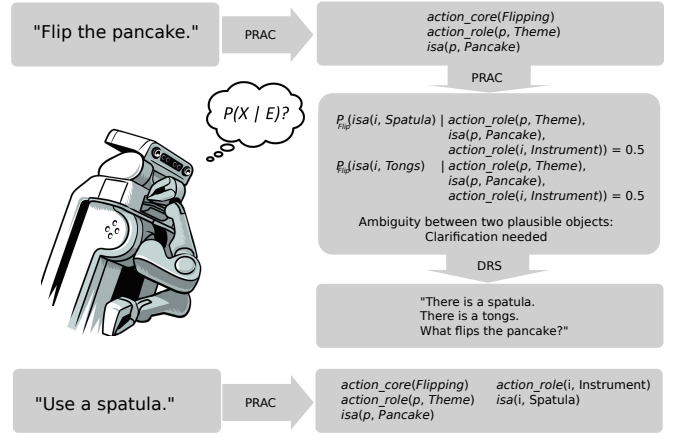 "Flip the pancake."
PRAC
action_core(Flipping)
action_role(p, Theme)
isa(p, Pancake)
PRAC
P(X | E)?
P_Flip(isa(i, Spatula) | action_role(p, Theme),
isa(p, Pancake),
action_role(i, Instrument)) = 0.5
P_Flip(isa(i, Tongs) | action_role(p, Theme),
isa(p, Pancake),
action_role(i, Instrument)) = 0.5
Ambiguity between two plausible objects:
Clarification needed
DRS
"There is a spatula.
There is a tongs.
What flips the pancake?"
"Use a spatula."
PRAC
action_core(Flipping) action_role(i, Instrument)
action_role(p, Theme) isa(i, Spatula)
isa(p, Pancake)